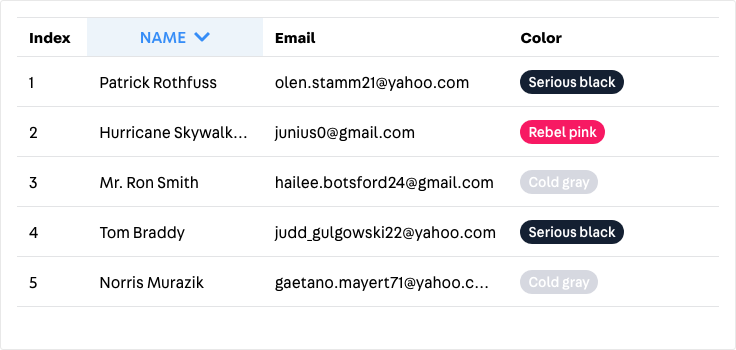 Index NAME Email Color
1 Patrick Rothfuss olen.stamm21@yahoo.com Serious black
2 Hurricane Skywalk... junius0@gmail.com Rebel pink
3 Mr. Ron Smith hailee.botsford24@gmail.com Cold gray
4 Tom Braddy judd_gulgowski22@yahoo.com Serious black
5 Norris Murazik gaetano.mayert71@yahoo.c... Cold gray